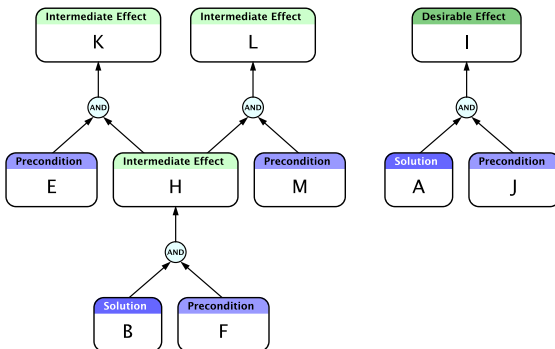 Intermediate Effect
K
Intermediate Effect
L
Desirable Effect
I
AND
AND
AND
Precondition
E
Intermediate Effect
H
Precondition
M
Solution
A
Precondition
J
AND
Solution
B
Precondition
F